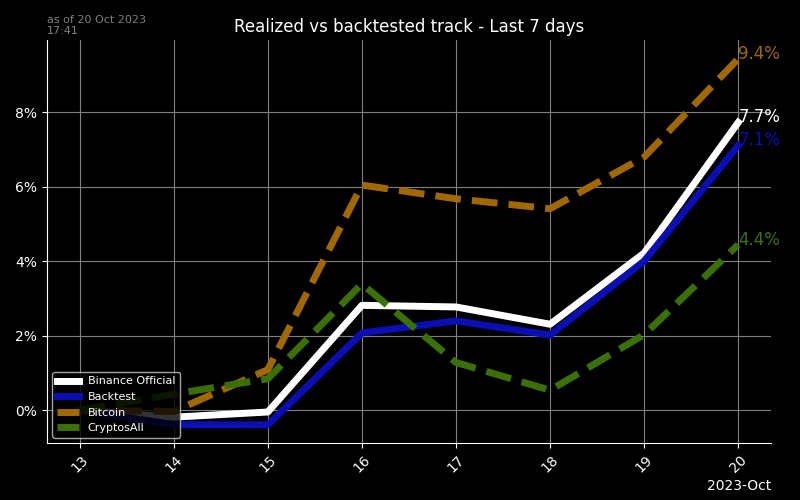 as of 20 Oct 2023
17:41
Realized vs backtested track - Last 7 days
9.4%
8%
7.7%
7.1%
6%
4.4%
4%
2%
0%
Binance Official
Backtest
Bitcoin
CryptosAll
13
14
15
16
17
18
19
20
2023-Oct